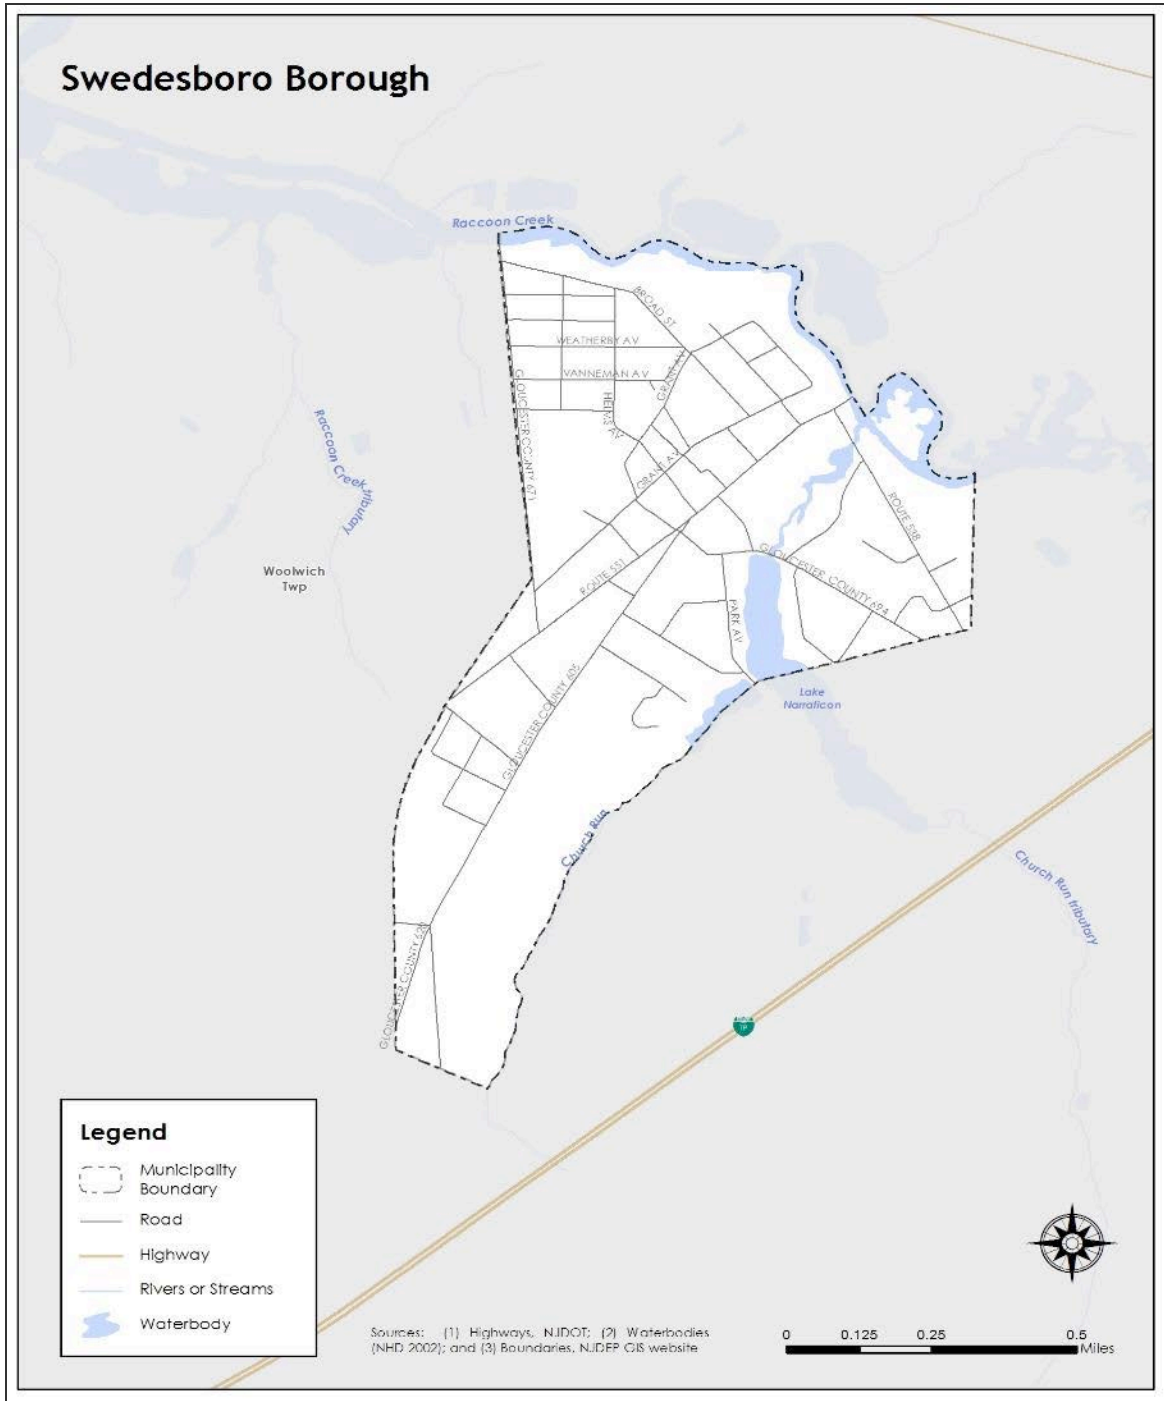 Swedesboro Borough
Raccoon Creek
BROAD ST
WEATHERBY AV
GRANT AV
VANNEMAN AV
GLOUCESTER COUNTY 671
HELMS AV
Raccoon Creek tributary
GRANT AV
ROUTE 538
Woolwich
Twp
ROUTE 551
GLOUCESTER COUNTY 694
PARK AV
GLOUCESTER COUNTY 605
Lake
Narraticon
Church Run
Church Run tributary
GLOUCESTER COUNTY
Legend
Municipality
Boundary
Road
Highway
Rivers or Streams
Waterbody
Sources: (1) Highways, NJDOT; (2) Waterbodies
(NHD 2002); and (3) Boundaries, NJDEP GIS website
0 0.125 0.25 0.5
Miles